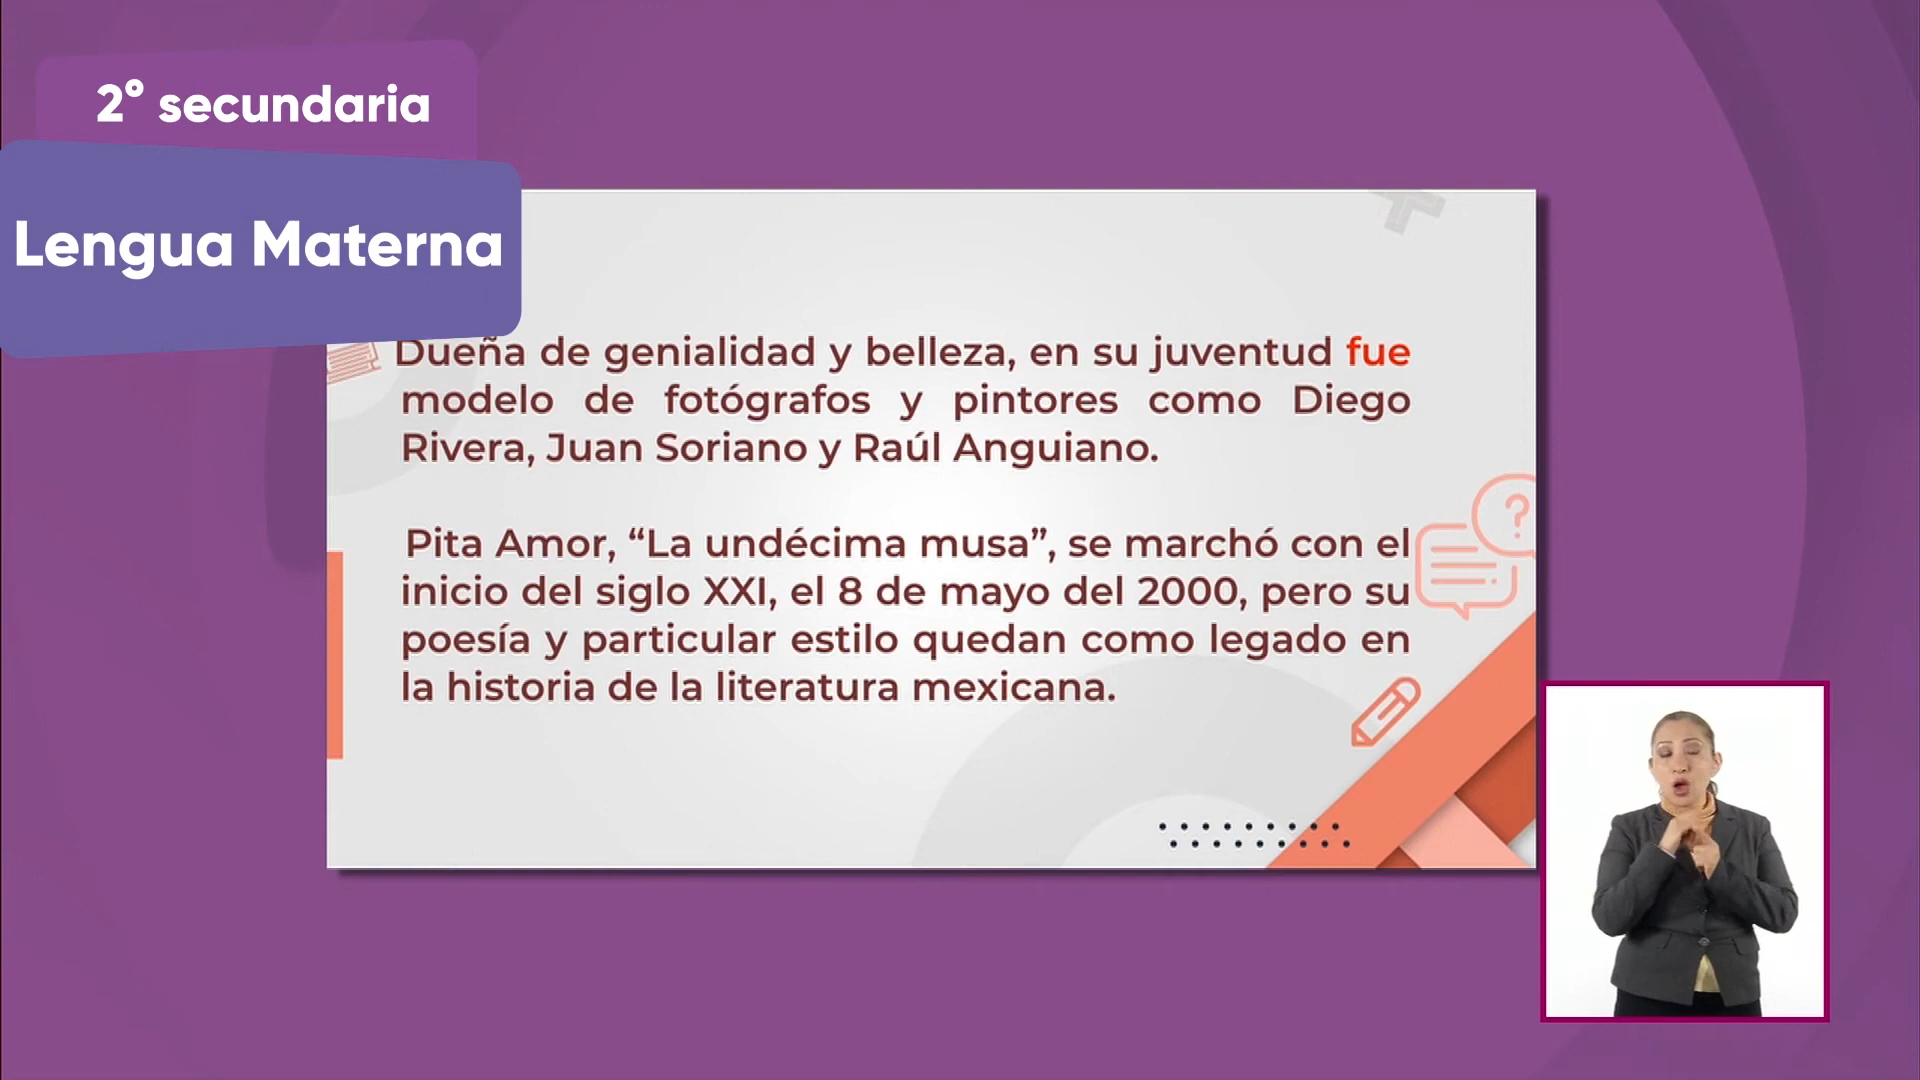 2° secundaria
Lengua Materna
Dueña de genialidad y belleza, en su juventud fue
modelo de fotógrafos y pintores como Diego
Rivera, Juan Soriano y Raúl Anguiano.
Pita Amor, “La undécima musa”, se marchó con el
inicio del siglo XXI, el 8 de mayo del 2000, pero su
poesía y particular estilo quedan como legado en
la historia de la literatura mexicana.
?